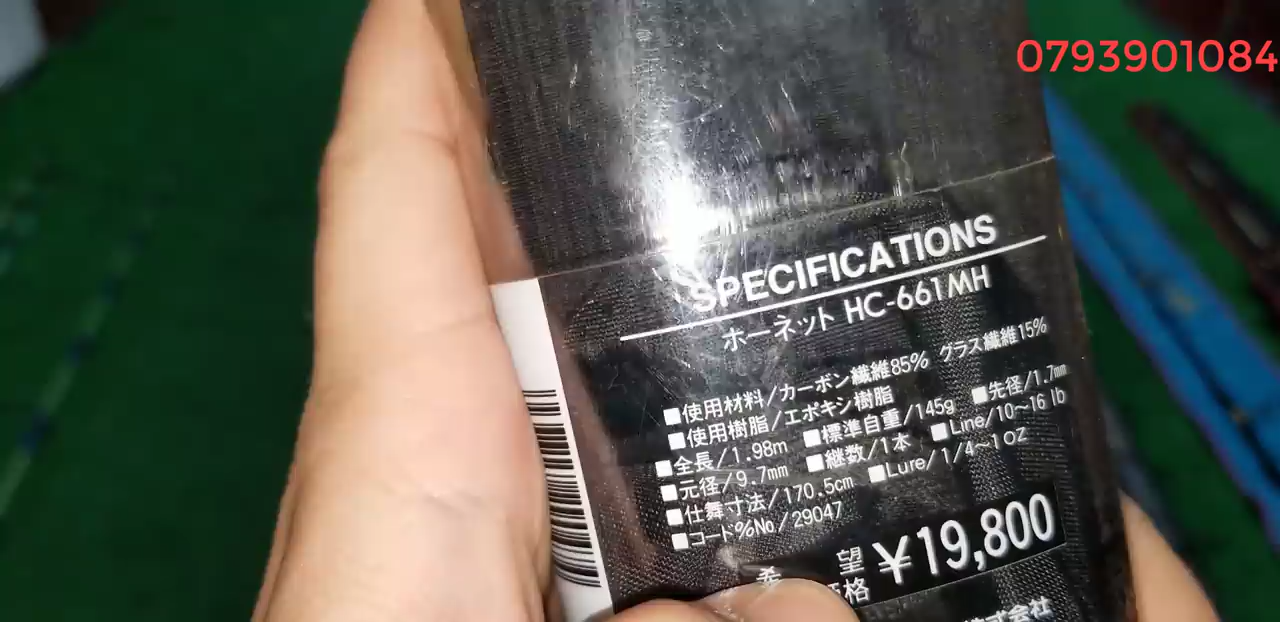 0793901084
SPECIFICATIONS
ホーネット HC-661MH
■使用材料/カーボン繊維85% グラス繊維15%
■使用樹脂/エポキシ樹脂
■全長/1.98m ■標準自重/145g ■先径/1.7mm
■元径/9.7mm ■継数/1本 ■Line/10~16 lb
■仕舞寸法/170.5cm ■Lure/1/4~1oz
■コード%No/29047
希望 ¥19,800
価格
株式会社